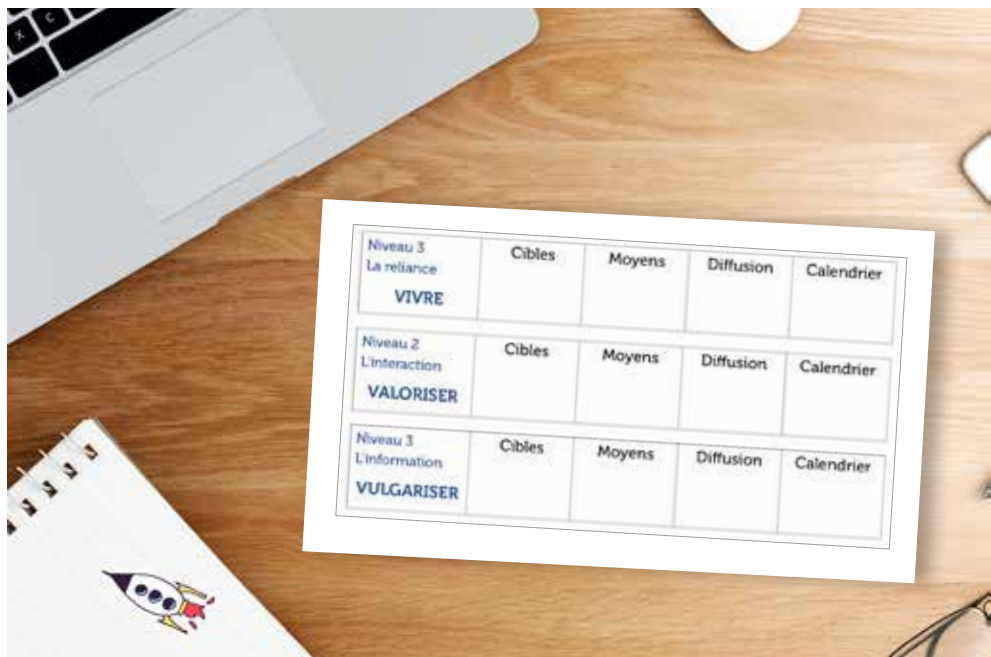 Niveau 3
La reliance
VIVRE
Cibles
Moyens
Diffusion
Calendrier
Niveau 2
L'interaction
VALORISER
Cibles
Moyens
Diffusion
Calendrier
Niveau 3
L'information
VULGARISER
Cibles
Moyens
Diffusion
Calendrier
X
C